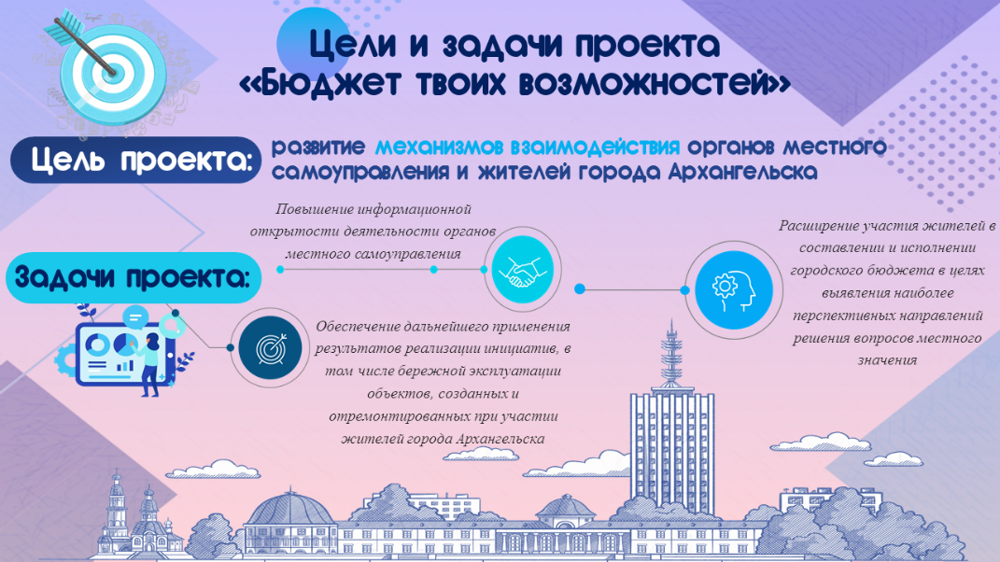 Цели и задачи проекта
«Бюджет твоих возможностей»
Цель проекта:
развитие механизмов взаимодействия органов местного
самоуправления и жителей города Архангельска
Задачи проекта:
Повышение информационной
открытости деятельности органов
местного самоуправления
Обеспечение дальнейшего применения
результатов реализации инициатив, в
том числе бережной эксплуатации
объектов, созданных и
отремонтированных при участии
жителей города Архангельска
Расширение участия жителей в
составлении и исполнении
городского бюджета в целях
выявления наиболее
перспективных направлений
решения вопросов местного
значения